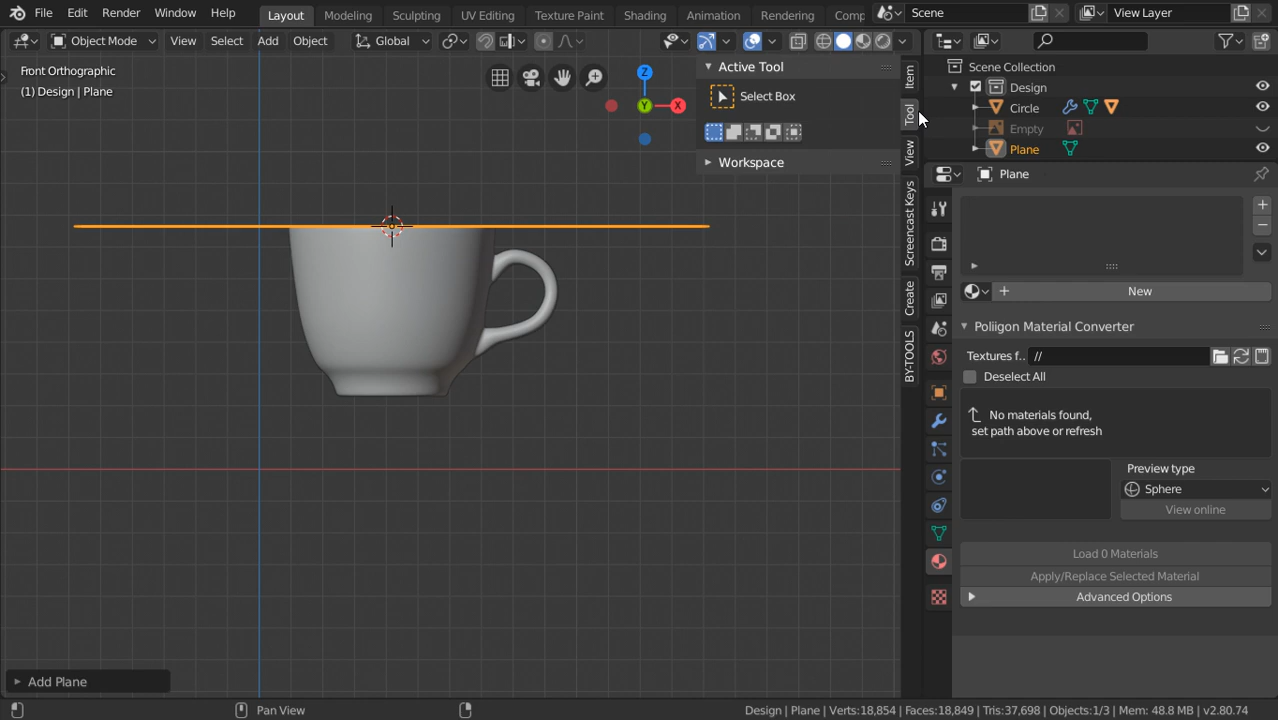 File Edit Render Window Help Layout Modeling Sculpting UV Editing Texture Paint Shading Animation Rendering Comp Scene View Layer
Object Mode View Select Add Object Global
Front Orthographic
(1) Design | Plane
Z
Y
X
Active Tool
Select Box
Workspace
Item
Tool
View
Screencast Keys
Create
BY-TOOLS
Scene Collection
Design
Circle
Empty
Plane
Plane
New
Poliigon Material Converter
Textures f.. //
Deselect All
No materials found,
set path above or refresh
Preview type
Sphere
View online
Load 0 Materials
Apply/Replace Selected Material
Advanced Options
Add Plane
Pan View
Design | Plane | Verts:18,854 | Faces:18,849 | Tris:37,698 | Objects:1/3 | Mem: 48.8 MB | v2.80.74